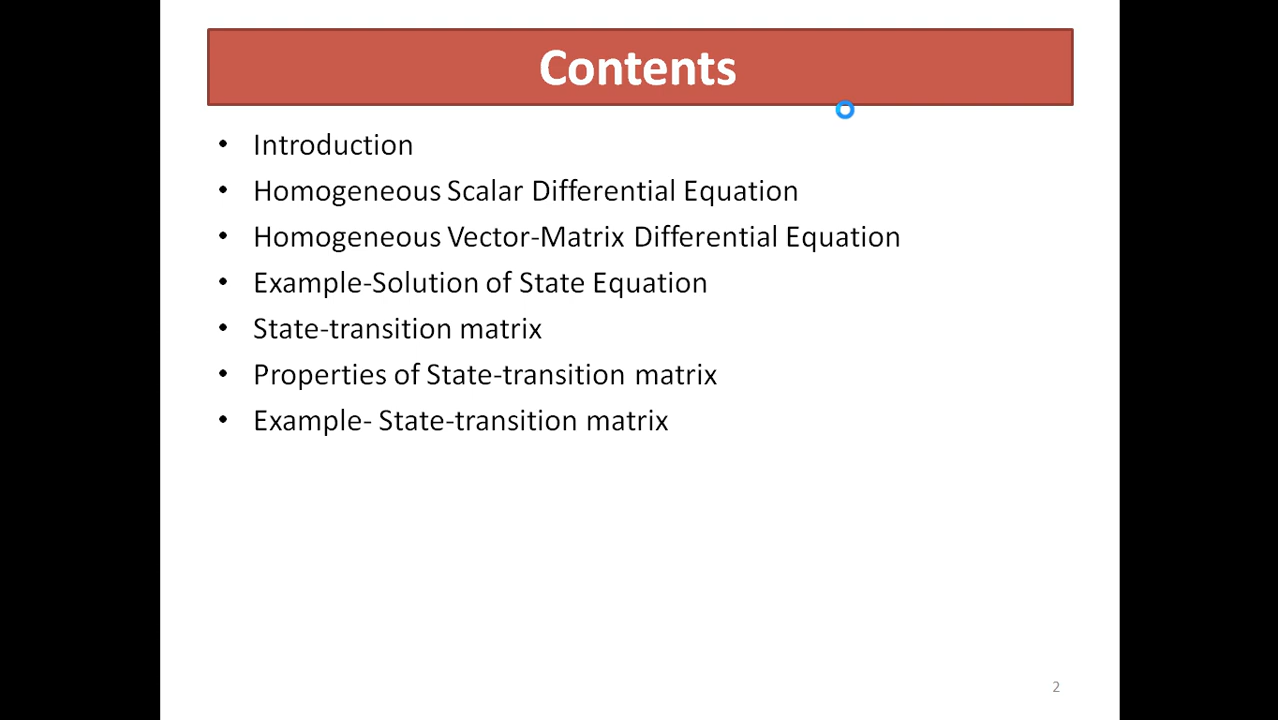 Contents
• Introduction
• Homogeneous Scalar Differential Equation
• Homogeneous Vector-Matrix Differential Equation
• Example-Solution of State Equation
• State-transition matrix
• Properties of State-transition matrix
• Example- State-transition matrix
2